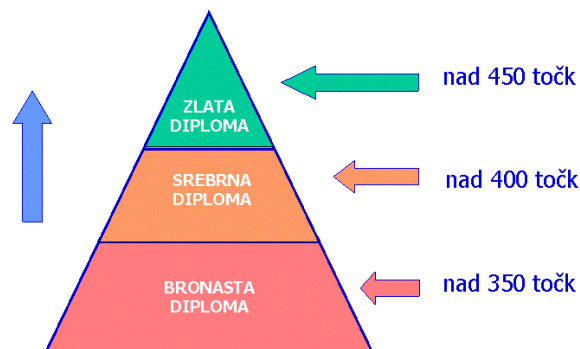 ZLATA
DIPLOMA
nad 450 točk
SREBRNA
DIPLOMA
nad 400 točk
BRONASTA
DIPLOMA
nad 350 točk